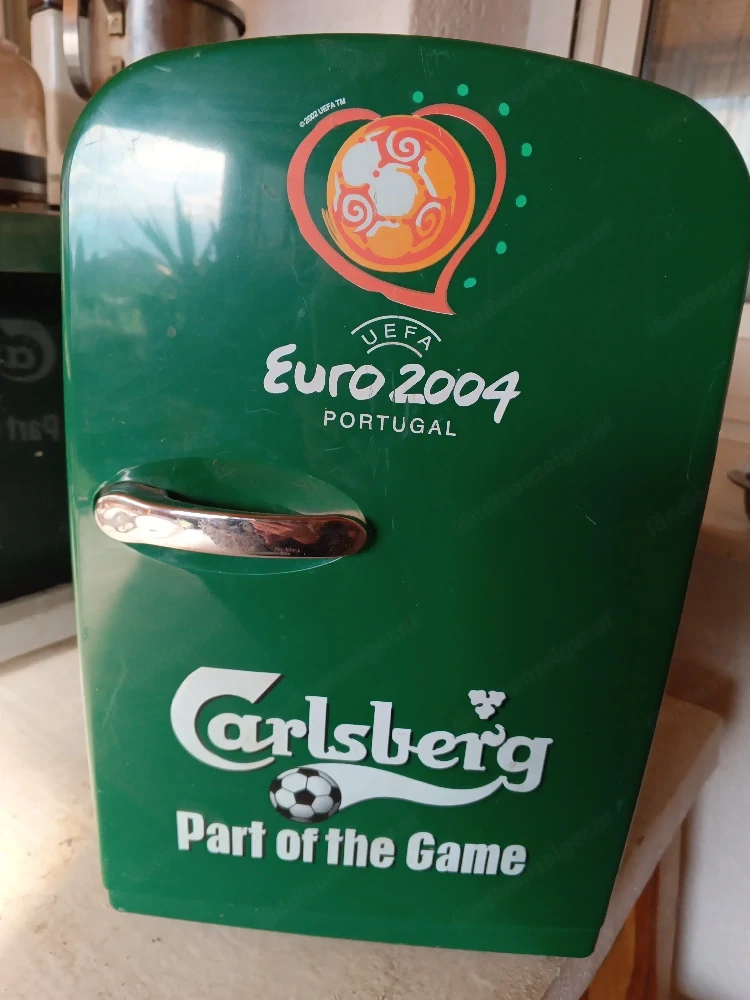 © 2002 UEFA TM
UEFA
Euro 2004
PORTUGAL
Carlsberg
Part of the Game